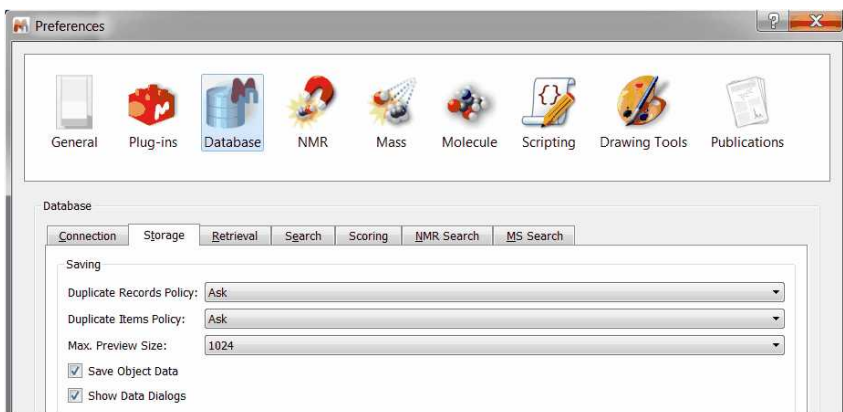 Preferences
General Plug-ins Database NMR Mass Molecule Scripting Drawing Tools Publications
Database
Connection Storage Retrieval Search Scoring NMR Search MS Search
Saving
Duplicate Records Policy: Ask
Duplicate Items Policy: Ask
Max. Preview Size: 1024
Save Object Data
Show Data Dialogs